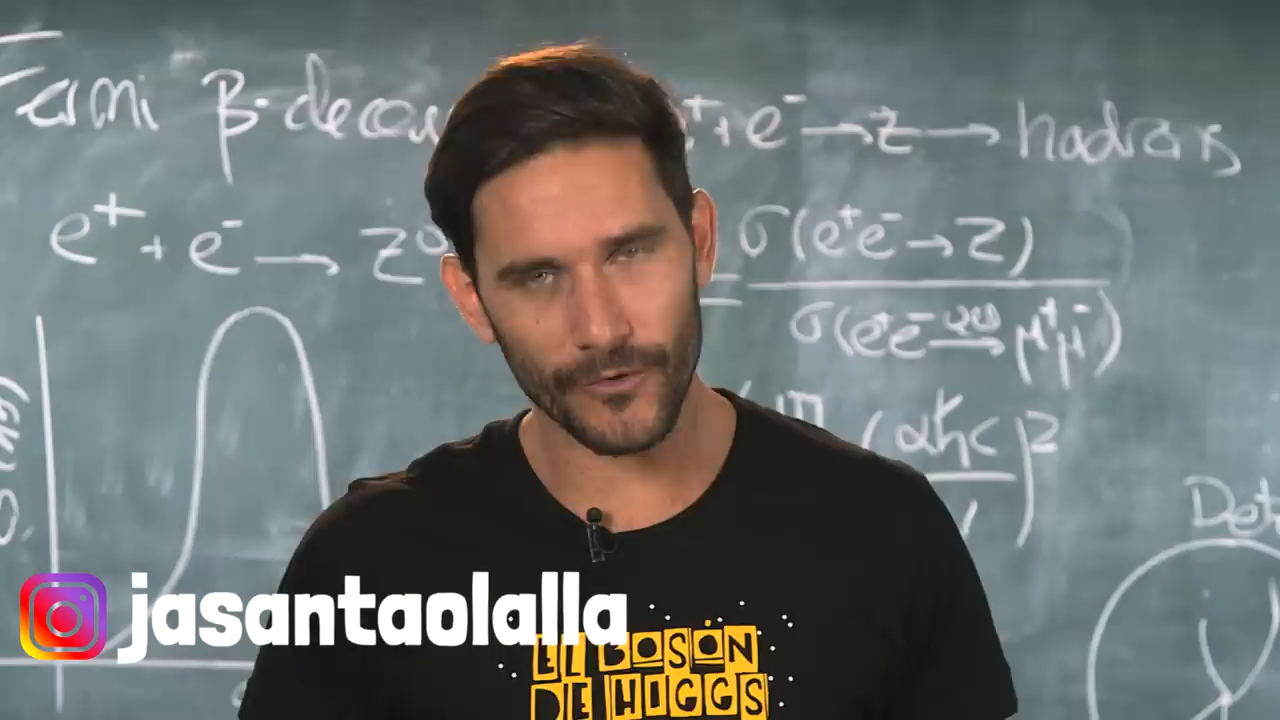 Fermi β-decay
e⁺ + e⁻ → Z → hadrons
e⁺ + e⁻ → Z⁰
= σ(e⁺e⁻ → Z)
σ(e⁺e⁻ → μ⁺μ⁻)
(αħc)²
Det
jasantaolalla
EL BOSÓN
DE HIGGS